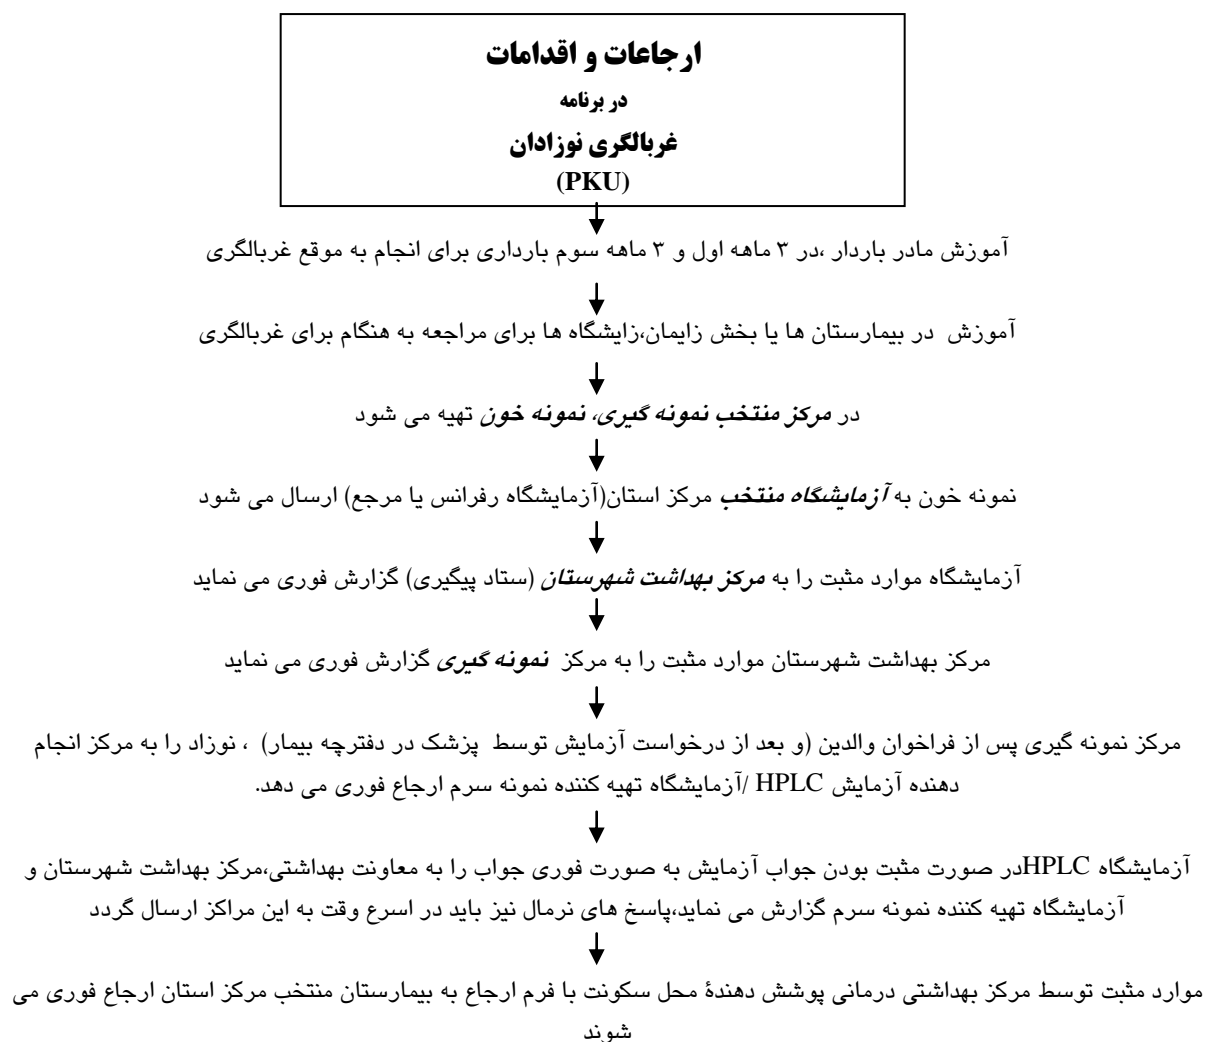 ارجاعات و اقدامات
در برنامه
غربالگری نوزادان
(PKU)
آموزش مادر باردار ،در ۳ ماهه اول و ۳ ماهه سوم بارداری برای انجام به موقع غربالگری
آموزش در بیمارستان ها یا بخش زایمان،زایشگاه ها برای مراجعه به هنگام برای غربالگری
در مرکز منتخب نمونه گیری، نمونه خون تهیه می شود
نمونه خون به آزمایشگاه منتخب مرکز استان(آزمایشگاه رفرانس یا مرجع) ارسال می شود
آزمایشگاه موارد مثبت را به مرکز بهداشت شهرستان (ستاد پیگیری) گزارش فوری می نماید
مرکز بهداشت شهرستان موارد مثبت را به مرکز نمونه گیری گزارش فوری می نماید
مرکز نمونه گیری پس از فراخوان والدین (و بعد از درخواست آزمایش توسط پزشک در دفترچه بیمار) ، نوزاد را به مرکز انجام
دهنده آزمایش HPLC /آزمایشگاه تهیه کننده نمونه سرم ارجاع فوری می دهد.
آزمایشگاه HPLCدر صورت مثبت بودن جواب آزمایش به صورت فوری جواب را به معاونت بهداشتی،مرکز بهداشت شهرستان و
آزمایشگاه تهیه کننده نمونه سرم گزارش می نماید،پاسخ های نرمال نیز باید در اسرع وقت به این مراکز ارسال گردد
موارد مثبت توسط مرکز بهداشتی درمانی پوشش دهندۀ محل سکونت با فرم ارجاع به بیمارستان منتخب مرکز استان ارجاع فوری می
شوند